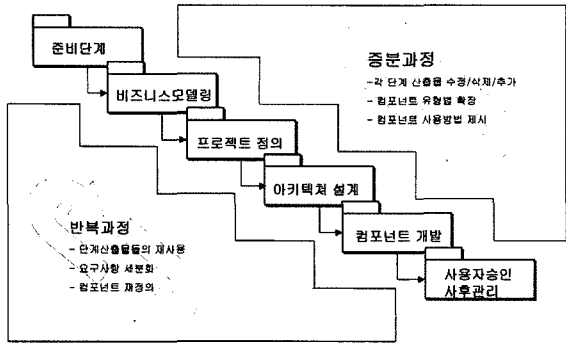 준비단계
비즈니스모델링
프로젝트 정의
아키텍쳐 설계
컴포넌트 개발
사용자승인
사후관리
증분과정
-각 단계 산출물 수정/삭제/추가
- 컴포넌트 유형별 확장
- 컴포넌트 사용방법 제시
반복과정
- 단계산출물들의 재사용
- 요구사항 세분화
- 컴포넌트 재정의